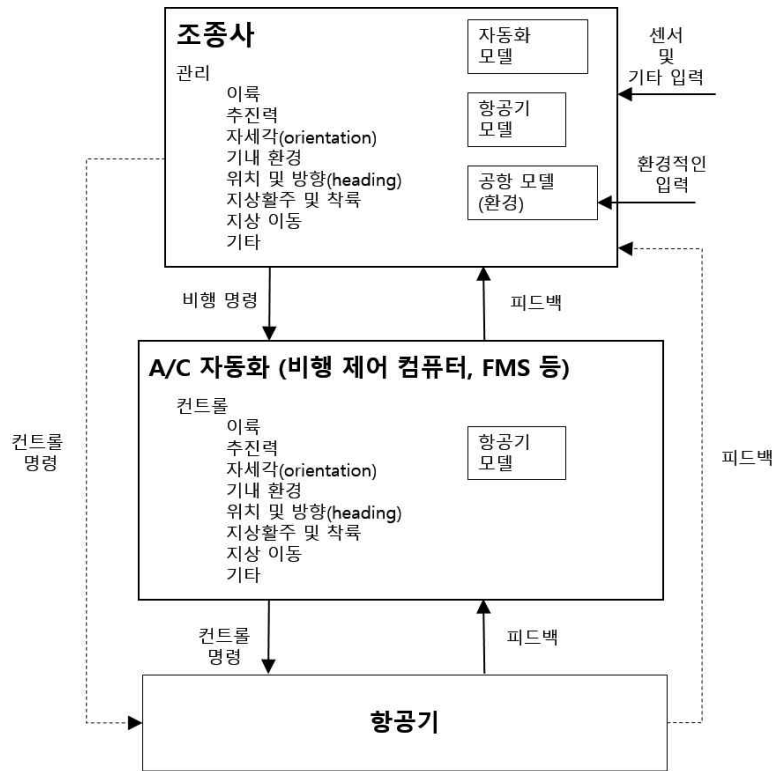 조종사
관리
이륙
추진력
자세각(orientation)
기내 환경
위치 및 방향(heading)
지상활주 및 착륙
지상 이동
기타
자동화
모델
항공기
모델
공항 모델
(환경)
센서
및
기타 입력
환경적인
입력
비행 명령
피드백
A/C 자동화 (비행 제어 컴퓨터, FMS 등)
컨트롤
이륙
추진력
자세각(orientation)
기내 환경
위치 및 방향(heading)
지상활주 및 착륙
지상 이동
기타
항공기
모델
컨트롤
명령
피드백
컨트롤
명령
피드백
항공기